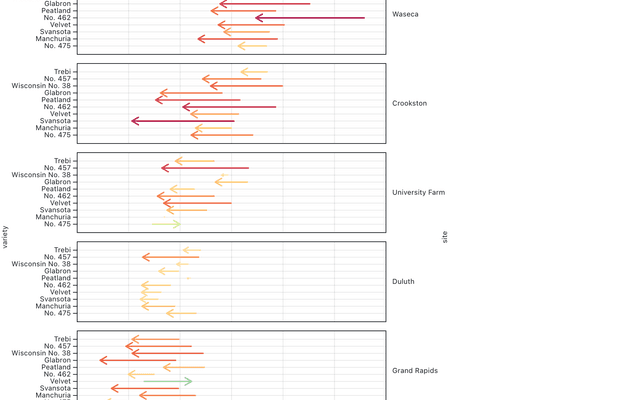 Glabron
Peatland
No. 462
Velvet
Svansota
Manchuria
No. 475
Waseca
Trebi
No. 457
Wisconsin No. 38
Glabron
Peatland
No. 462
Velvet
Svansota
Manchuria
No. 475
Crookston
Trebi
No. 457
Wisconsin No. 38
Glabron
Peatland
No. 462
Velvet
Svansota
Manchuria
No. 475
University Farm
variety
site
Trebi
No. 457
Wisconsin No. 38
Glabron
Peatland
No. 462
Velvet
Svansota
Manchuria
No. 475
Duluth
Trebi
No. 457
Wisconsin No. 38
Glabron
Peatland
No. 462
Velvet
Svansota
Manchuria
Grand Rapids